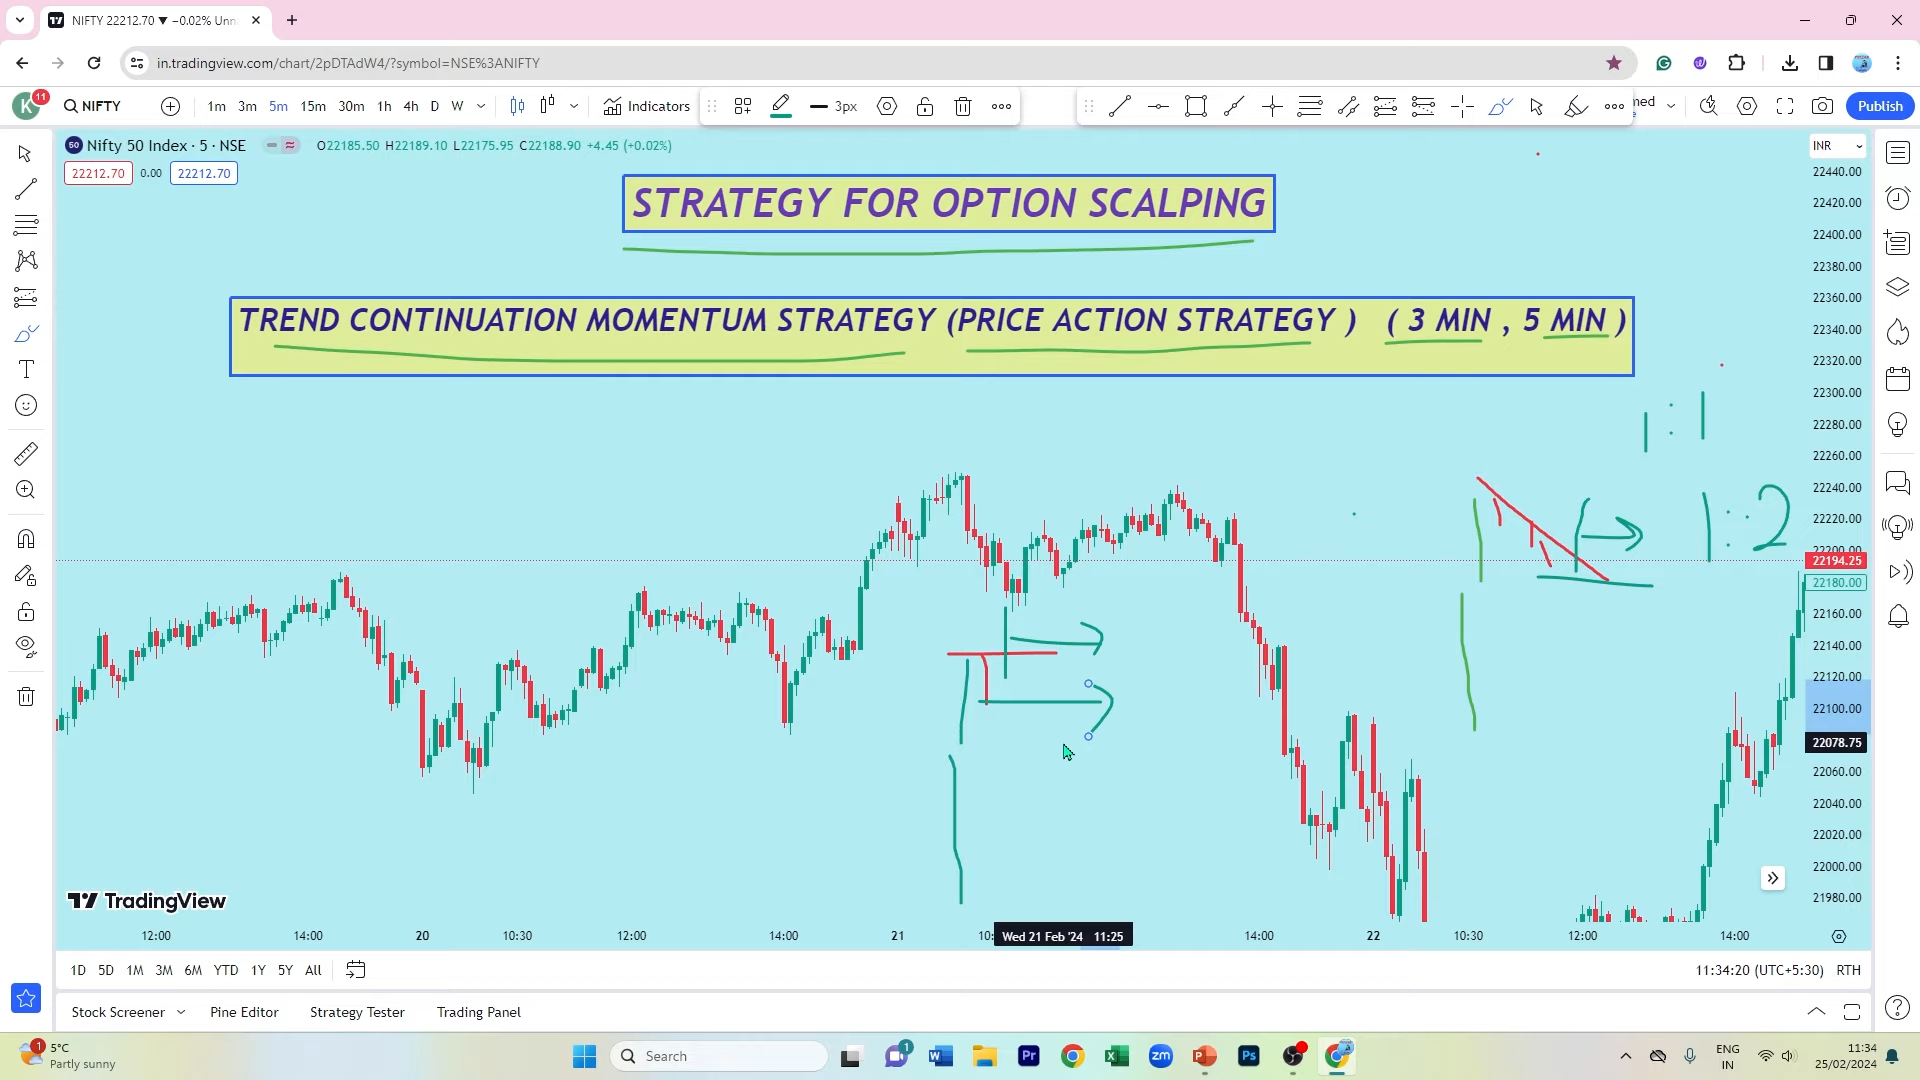 NIFTY 22212.70 ▼ −0.02% Unn
in.tradingview.com/chart/2pDTAdW4/?symbol=NSE%3ANIFTY
K 11 NIFTY 1m 3m 5m 15m 30m 1h 4h D W Indicators 3px Publish
50 Nifty 50 Index · 5 · NSE O22185.50 H22189.10 L22175.95 C22188.90 +4.45 (+0.02%) INR
22212.70 0.00 22212.70
STRATEGY FOR OPTION SCALPING
TREND CONTINUATION MOMENTUM STRATEGY (PRICE ACTION STRATEGY ) ( 3 MIN , 5 MIN )
1:1
1:2
22440.00
22420.00
22400.00
22380.00
22360.00
22340.00
22320.00
22300.00
22280.00
22260.00
22240.00
22220.00
22200.00
22194.25
22180.00
22160.00
22140.00
22120.00
22100.00
22078.75
22060.00
22040.00
22020.00
22000.00
21980.00
TradingView
12:00 14:00 20 10:30 12:00 14:00 21 10: Wed 21 Feb '24 11:25 14:00 22 10:30 12:00 14:00
1D 5D 1M 3M 6M YTD 1Y 5Y All 11:34:20 (UTC+5:30) RTH
Stock Screener Pine Editor Strategy Tester Trading Panel
1 5°C
Partly sunny
Search
1
ENG
IN
11:34
25/02/2024